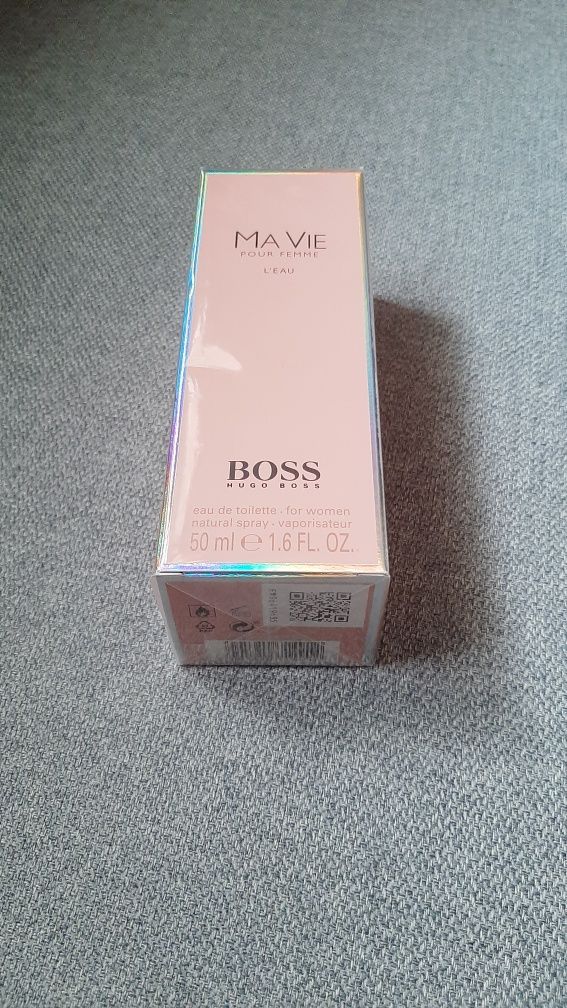 MA VIE
POUR FEMME
L'EAU
BOSS
HUGO BOSS
eau de toilette - for women
natural spray - vaporisateur
50 ml ℮ 1.6 FL. OZ.